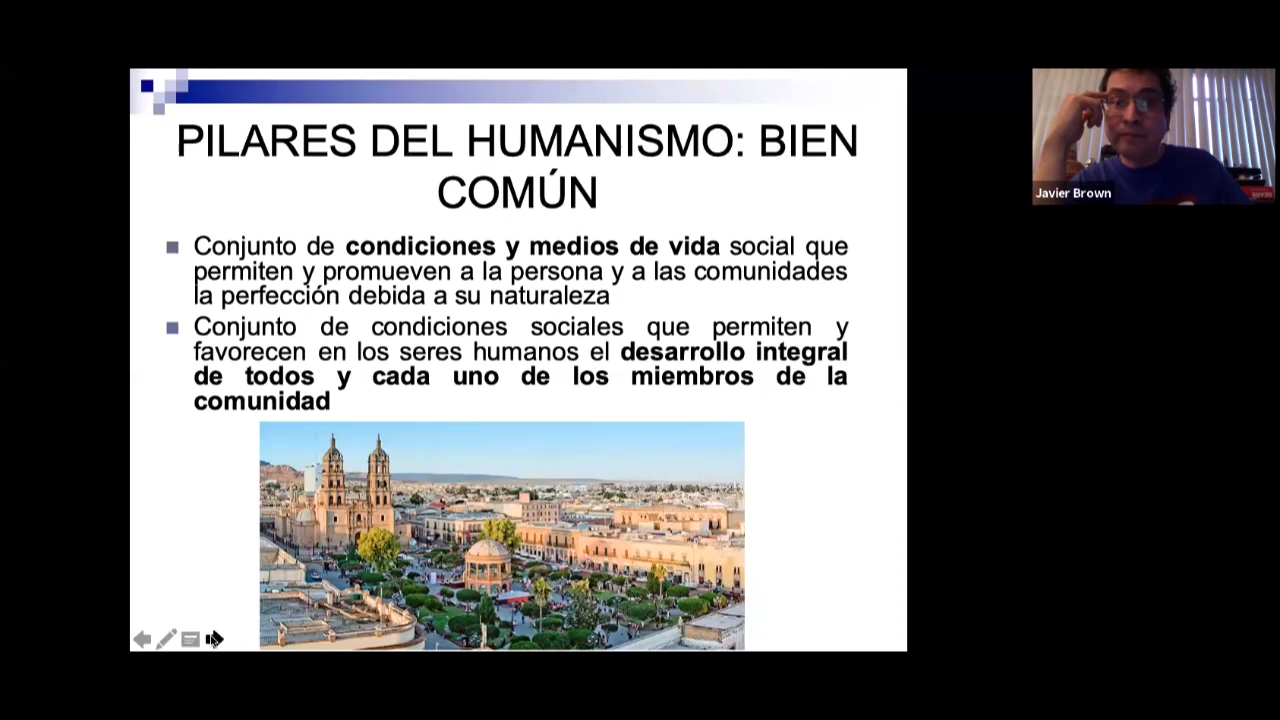 PILARES DEL HUMANISMO: BIEN
COMÚN
Conjunto de condiciones y medios de vida social que
permiten y promueven a la persona y a las comunidades
la perfección debida a su naturaleza
Conjunto de condiciones sociales que permiten y
favorecen en los seres humanos el desarrollo integral
de todos y cada uno de los miembros de la
comunidad
Javier Brown